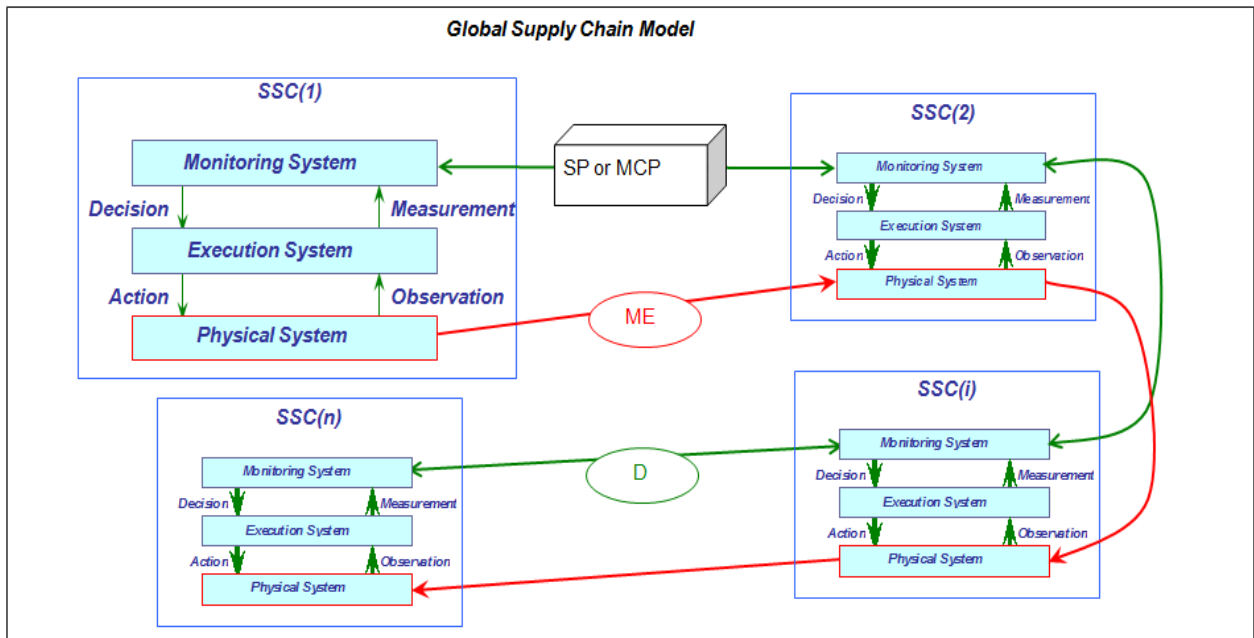 Global Supply Chain Model
SSC(1)
Monitoring System
Decision
Measurement
Execution System
Action
Observation
Physical System
SP or MCP
SSC(2)
Monitoring System
Decision
Measurement
Execution System
Action
Observation
Physical System
ME
SSC(n)
Monitoring System
Decision
Measurement
Execution System
Action
Observation
Physical System
D
SSC(i)
Monitoring System
Decision
Measurement
Execution System
Action
Observation
Physical System